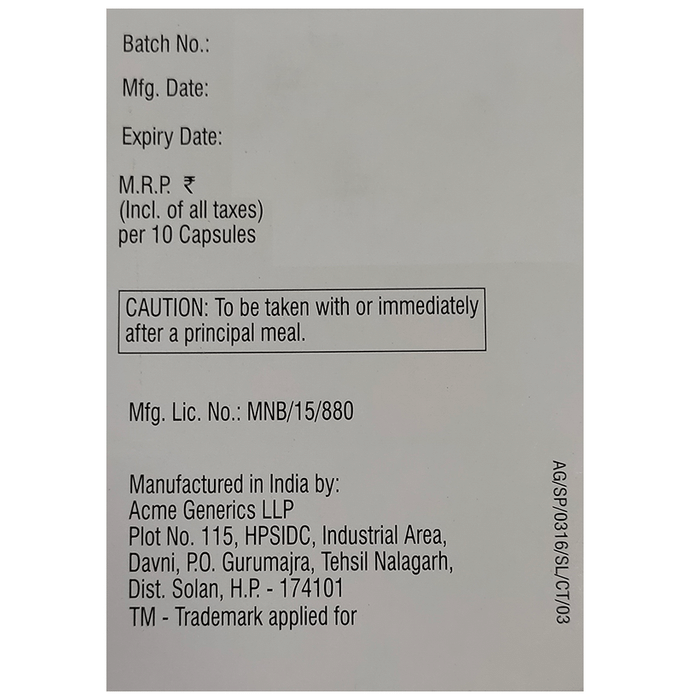 Batch No.:
Mfg. Date:
Expiry Date:
M.R.P. ₹
(Incl. of all taxes)
per 10 Capsules
CAUTION: To be taken with or immediately
after a principal meal.
Mfg. Lic. No.: MNB/15/880
Manufactured in India by:
Acme Generics LLP
Plot No. 115, HPSIDC, Industrial Area,
Davni, P.O. Gurumajra, Tehsil Nalagarh,
Dist. Solan, H.P. - 174101
TM - Trademark applied for
AG/SP/0316/SL/CT/03